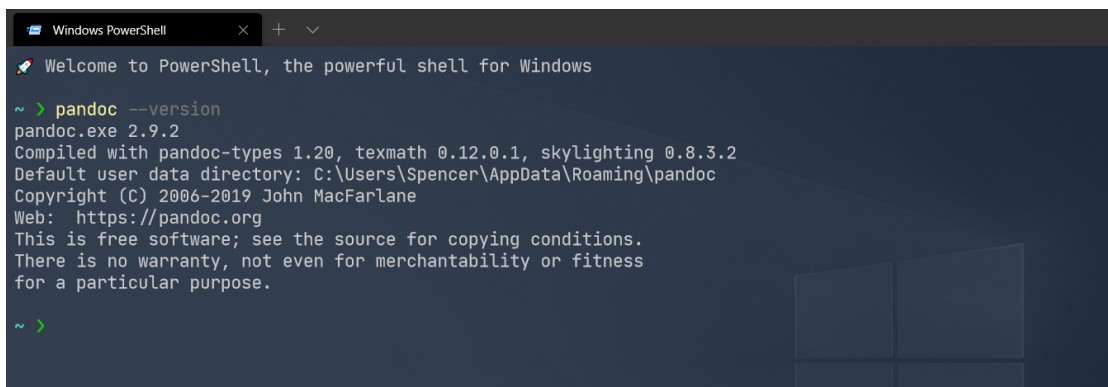 Windows PowerShell
🚀 Welcome to PowerShell, the powerful shell for Windows
~ ❯ pandoc --version
pandoc.exe 2.9.2
Compiled with pandoc-types 1.20, texmath 0.12.0.1, skylighting 0.8.3.2
Default user data directory: C:\Users\Spencer\AppData\Roaming\pandoc
Copyright (C) 2006-2019 John MacFarlane
Web:  https://pandoc.org
This is free software; see the source for copying conditions.
There is no warranty, not even for merchantability or fitness
for a particular purpose.
~ ❯